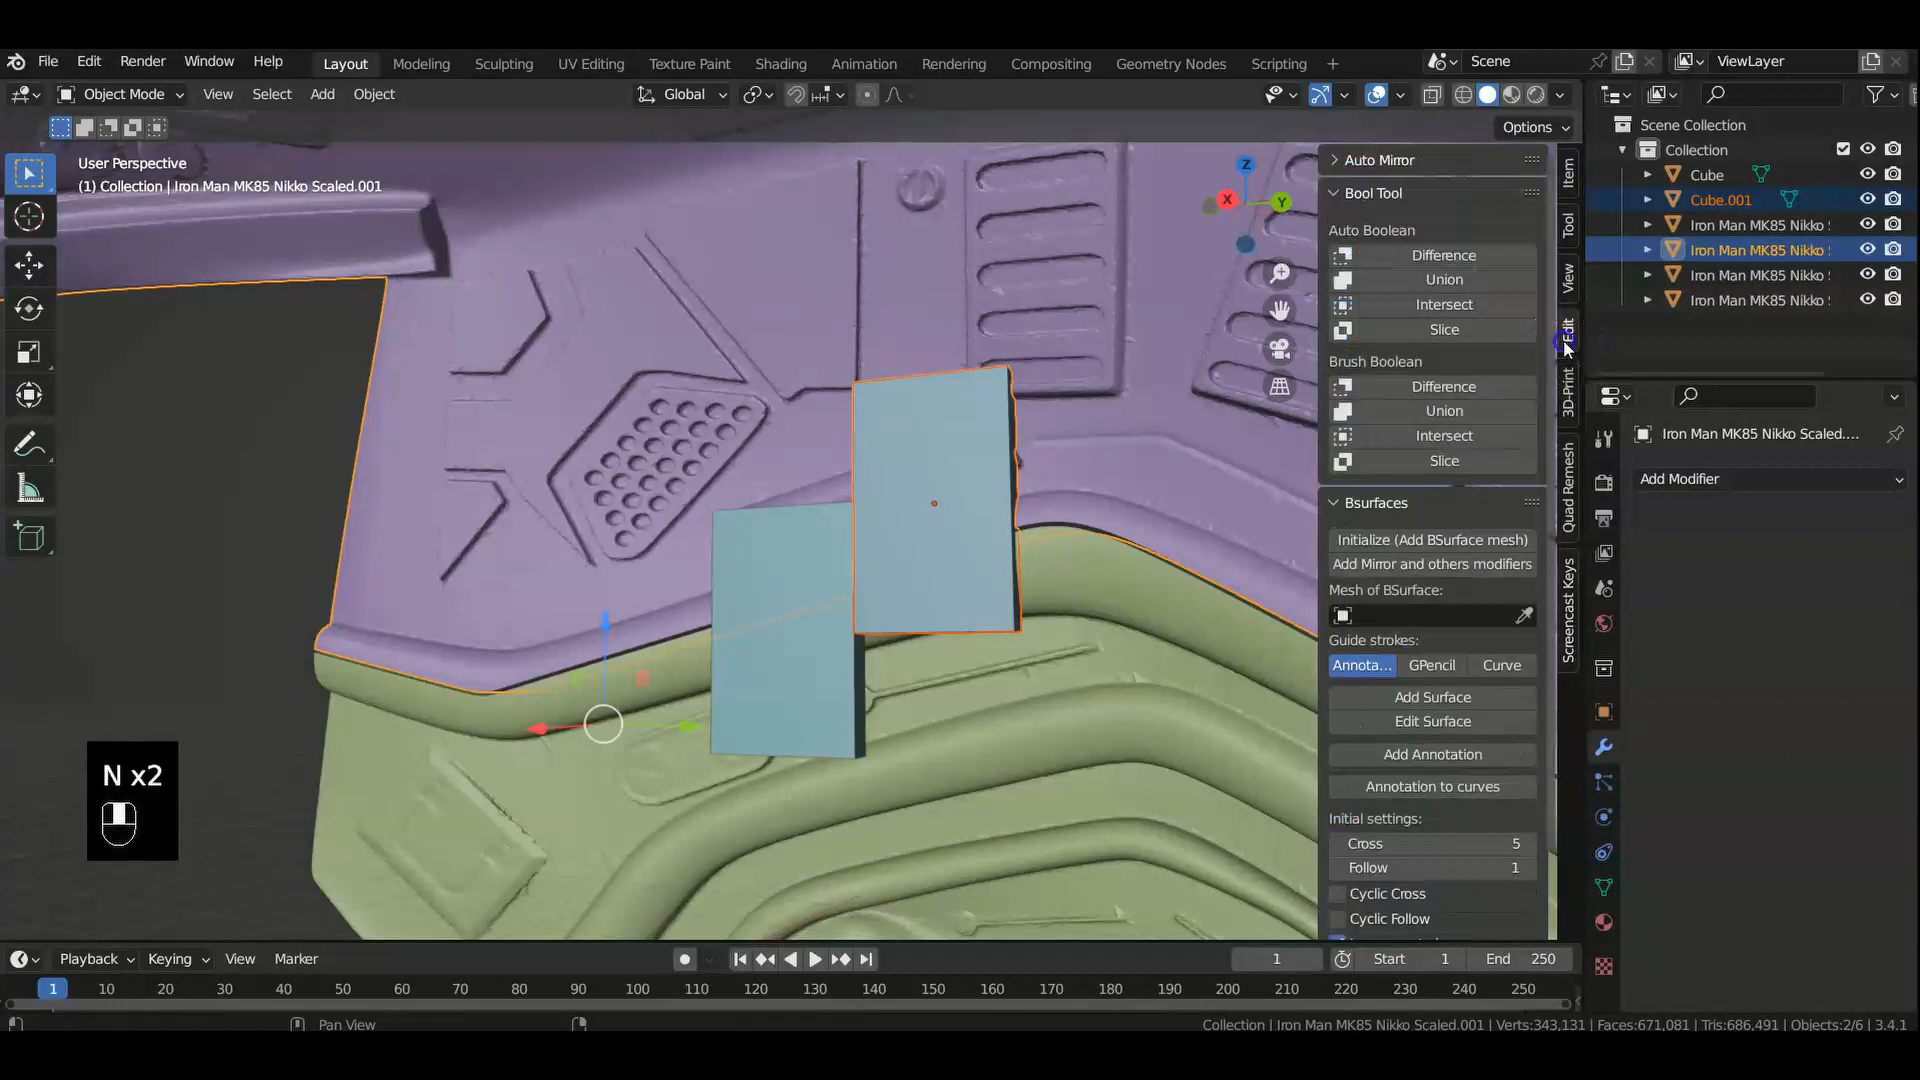 File Edit Render Window Help Layout Modeling Sculpting UV Editing Texture Paint Shading Animation Rendering Compositing Geometry Nodes Scripting + Scene ViewLayer
Object Mode View Select Add Object Global
Options
User Perspective
(1) Collection | Iron Man MK85 Nikko Scaled.001
Z
X
Y
Auto Mirror
Bool Tool
Auto Boolean
Difference
Union
Intersect
Slice
Brush Boolean
Difference
Union
Intersect
Slice
Bsurfaces
Initialize (Add BSurface mesh)
Add Mirror and others modifiers
Mesh of BSurface:
Guide strokes:
Annota... GPencil Curve
Add Surface
Edit Surface
Add Annotation
Annotation to curves
Initial settings:
Cross 5
Follow 1
Cyclic Cross
Cyclic Follow
Item
Tool
View
Edit
3D-Print
Quad Remesh
Screencast Keys
Scene Collection
Collection
Cube
Cube.001
Iron Man MK85 Nikko
Iron Man MK85 Nikko
Iron Man MK85 Nikko
Iron Man MK85 Nikko
Iron Man MK85 Nikko Scaled....
Add Modifier
N x2
Playback Keying View Marker 1 Start 1 End 250
1 10 20 30 40 50 60 70 80 90 100 110 120 130 140 150 160 170 180 190 200 210 220 230 240 250
Pan View
Collection | Iron Man MK85 Nikko Scaled.001 | Verts:343,131 | Faces:671,081 | Tris:686,491 | Objects:2/6 | 3.4.1